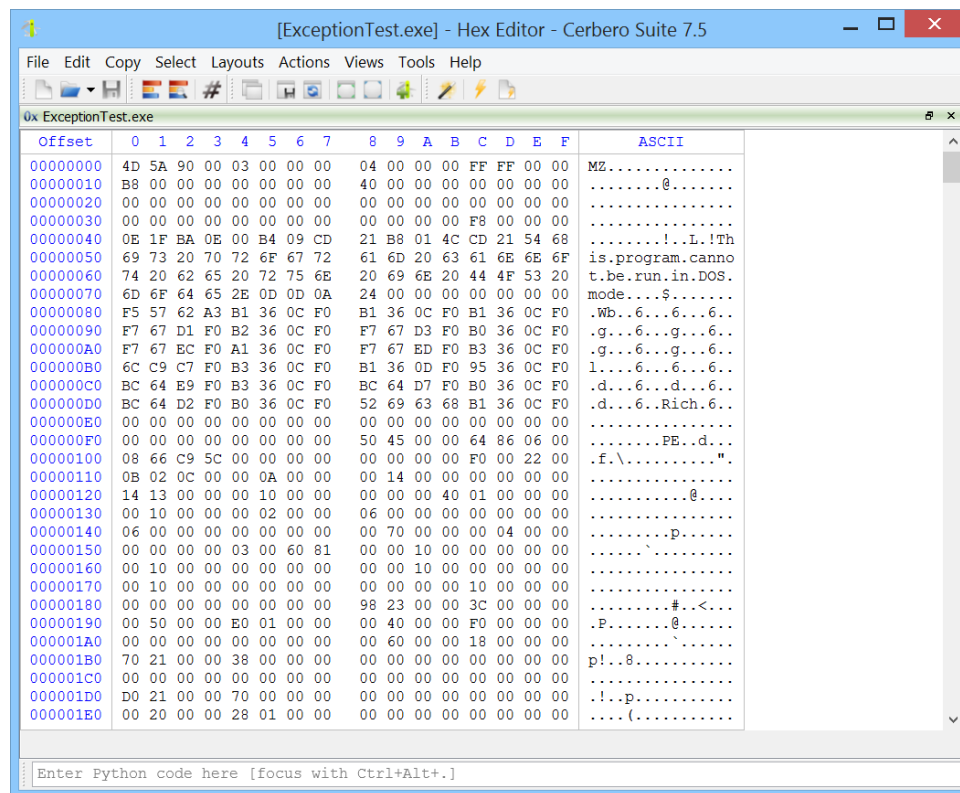 [ExceptionTest.exe] - Hex Editor - Cerbero Suite 7.5
File Edit Copy Select Layouts Actions Views Tools Help
0x ExceptionTest.exe
Offset 0 1 2 3 4 5 6 7 8 9 A B C D E F ASCII
00000000 4D 5A 90 00 03 00 00 00 04 00 00 00 FF FF 00 00 MZ..............
00000010 B8 00 00 00 00 00 00 00 40 00 00 00 00 00 00 00 ........@.......
00000020 00 00 00 00 00 00 00 00 00 00 00 00 00 00 00 00 ................
00000030 00 00 00 00 00 00 00 00 00 00 00 00 F8 00 00 00 ................
00000040 0E 1F BA 0E 00 B4 09 CD 21 B8 01 4C CD 21 54 68 ........!..L.!Th
00000050 69 73 20 70 72 6F 67 72 61 6D 20 63 61 6E 6E 6F is.program.canno
00000060 74 20 62 65 20 72 75 6E 20 69 6E 20 44 4F 53 20 t.be.run.in.DOS.
00000070 6D 6F 64 65 2E 0D 0D 0A 24 00 00 00 00 00 00 00 mode....$.......
00000080 F5 57 62 A3 B1 36 0C F0 B1 36 0C F0 B1 36 0C F0 .Wb..6...6...6..
00000090 F7 67 D1 F0 B2 36 0C F0 F7 67 D3 F0 B0 36 0C F0 .g...6...g...6..
000000A0 F7 67 EC F0 A1 36 0C F0 F7 67 ED F0 B3 36 0C F0 .g...6...g...6..
000000B0 6C C9 C7 F0 B3 36 0C F0 B1 36 0D F0 95 36 0C F0 l....6...6...6..
000000C0 BC 64 E9 F0 B3 36 0C F0 BC 64 D7 F0 B0 36 0C F0 .d...6...d...6..
000000D0 BC 64 D2 F0 B0 36 0C F0 52 69 63 68 B1 36 0C F0 .d...6..Rich.6..
000000E0 00 00 00 00 00 00 00 00 00 00 00 00 00 00 00 00 ................
000000F0 00 00 00 00 00 00 00 00 50 45 00 00 64 86 06 00 ........PE..d...
00000100 08 66 C9 5C 00 00 00 00 00 00 00 00 F0 00 22 00 .f.\..........".
00000110 0B 02 0C 00 00 0A 00 00 00 14 00 00 00 00 00 00 ................
00000120 14 13 00 00 00 10 00 00 00 00 00 40 01 00 00 00 ...........@....
00000130 00 10 00 00 00 02 00 00 06 00 00 00 00 00 00 00 ................
00000140 06 00 00 00 00 00 00 00 00 70 00 00 00 04 00 00 .........p......
00000150 00 00 00 00 03 00 60 81 00 00 10 00 00 00 00 00 ......`.........
00000160 00 10 00 00 00 00 00 00 00 00 10 00 00 00 00 00 ................
00000170 00 10 00 00 00 00 00 00 00 00 00 00 10 00 00 00 ................
00000180 00 00 00 00 00 00 00 00 98 23 00 00 3C 00 00 00 .........#..<...
00000190 00 50 00 00 E0 01 00 00 00 40 00 00 F0 00 00 00 .P.......@......
000001A0 00 00 00 00 00 00 00 00 00 60 00 00 18 00 00 00 .........`......
000001B0 70 21 00 00 38 00 00 00 00 00 00 00 00 00 00 00 p!..8...........
000001C0 00 00 00 00 00 00 00 00 00 00 00 00 00 00 00 00 ................
000001D0 D0 21 00 00 70 00 00 00 00 00 00 00 00 00 00 00 .!..p...........
000001E0 00 20 00 00 28 01 00 00 00 00 00 00 00 00 00 00 ....(...........
Enter Python code here [focus with Ctrl+Alt+.]